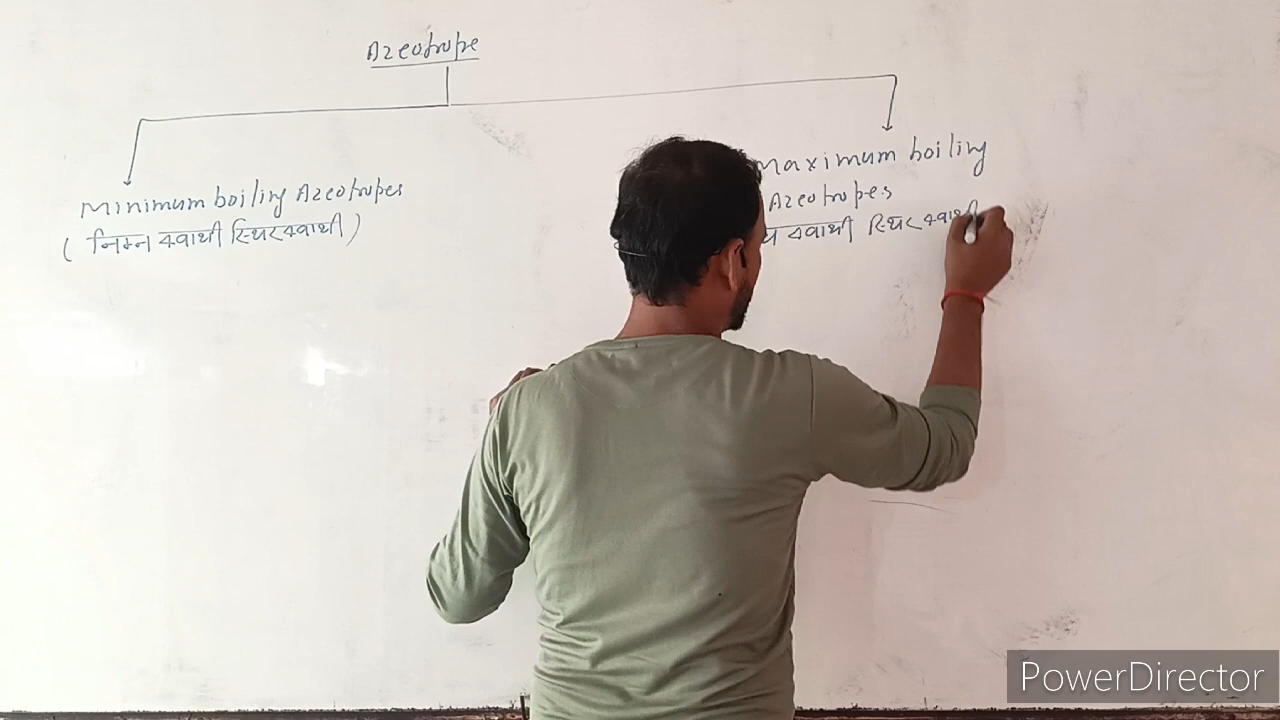 Azeotrope
Minimum boiling Azeotropes
( निम्न क्वाथी स्थिरक्वाथी )
Maximum boiling
Azeotropes
क्वाथी स्थिरक्वाथी
PowerDirector